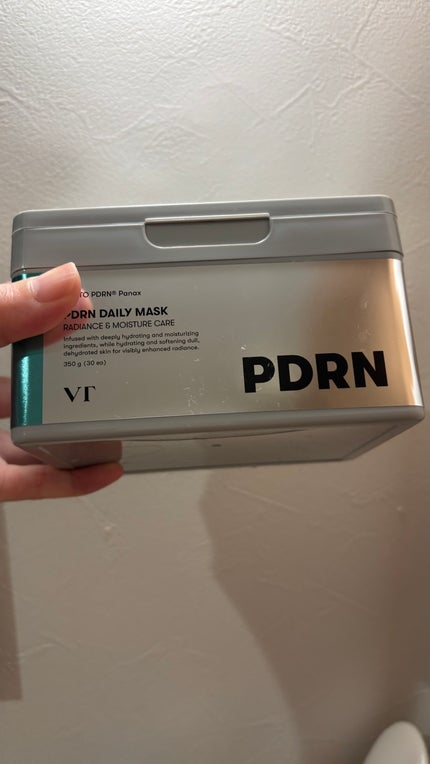 TO PDRN® Panax
PDRN DAILY MASK
RADIANCE & MOISTURE CARE
Infused with deeply hydrating and moisturizing
ingredients, while hydrating and softening dull,
dehydrated skin for visibly enhanced radiance.
350 g (30 ea)
VT
PDRN